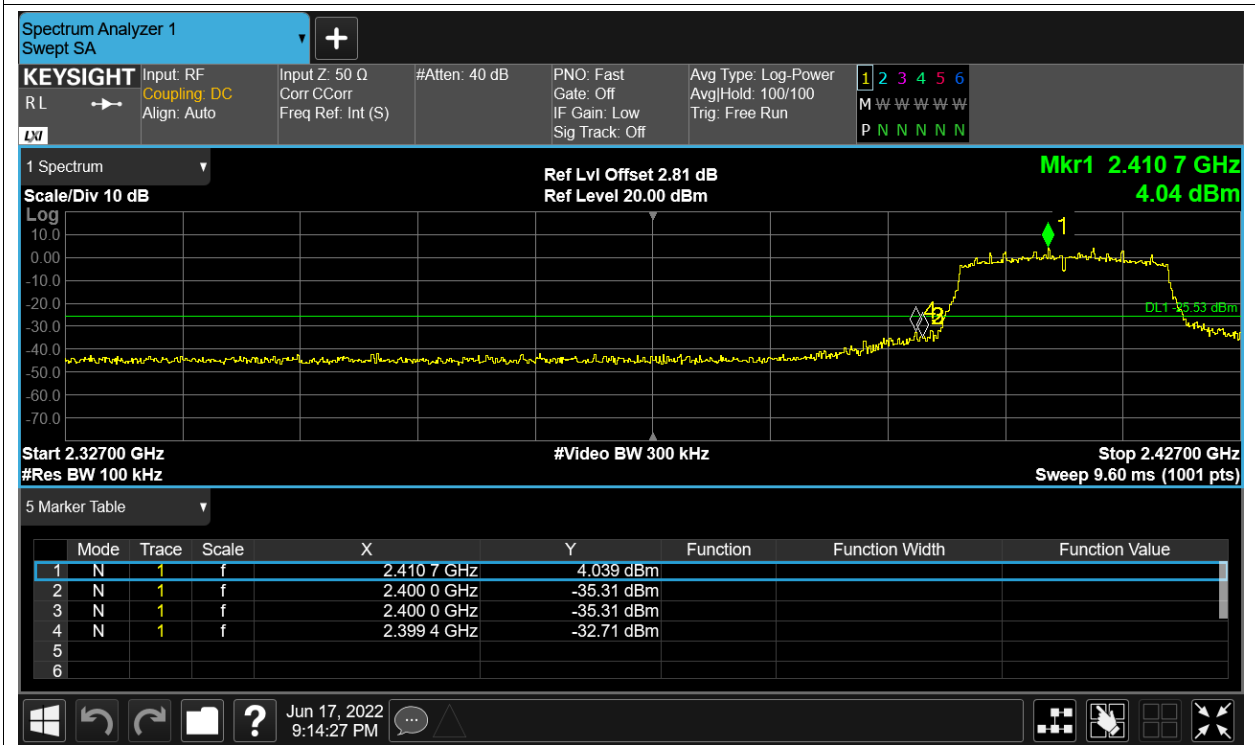 Spectrum Analyzer 1
Swept SA
+
KEYSIGHT
R L
LXI
Input: RF
Coupling: DC
Align: Auto
Input Z: 50 Ω
Corr CCorr
Freq Ref: Int (S)
#Atten: 40 dB
PNO: Fast
Gate: Off
IF Gain: Low
Sig Track: Off
Avg Type: Log-Power
Avg|Hold: 100/100
Trig: Free Run
1 2 3 4 5 6
M W W W W W
P N N N N N
1 Spectrum
Scale/Div 10 dB
Ref Lvl Offset 2.81 dB
Ref Level 20.00 dBm
Mkr1 2.410 7 GHz
4.04 dBm
Log
10.0
0.00
-10.0
-20.0
-30.0
-40.0
-50.0
-60.0
-70.0
1
4
2
DL1 -25.53 dBm
Start 2.32700 GHz
#Video BW 300 kHz
Stop 2.42700 GHz
#Res BW 100 kHz
Sweep 9.60 ms (1001 pts)
5 Marker Table
Mode Trace Scale X Y Function Function Width Function Value
1 N 1 f 2.410 7 GHz 4.039 dBm
2 N 1 f 2.400 0 GHz -35.31 dBm
3 N 1 f 2.400 0 GHz -35.31 dBm
4 N 1 f 2.399 4 GHz -32.71 dBm
5
6
?
Jun 17, 2022
9:14:27 PM